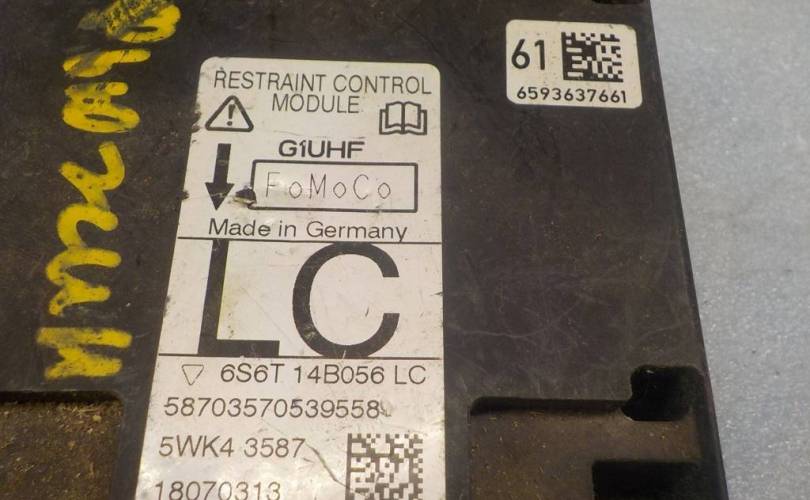 RESTRAINT CONTROL
MODULE
G1UHF
FoMoCo
Made in Germany
LC
6S6T 14B056 LC
58703570539558
5WK4 3587
18070313
61
6593637661